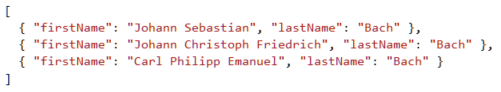 [
  { "firstName": "Johann Sebastian", "lastName": "Bach" },
  { "firstName": "Johann Christoph Friedrich", "lastName": "Bach" },
  { "firstName": "Carl Philipp Emanuel", "lastName": "Bach" }
]